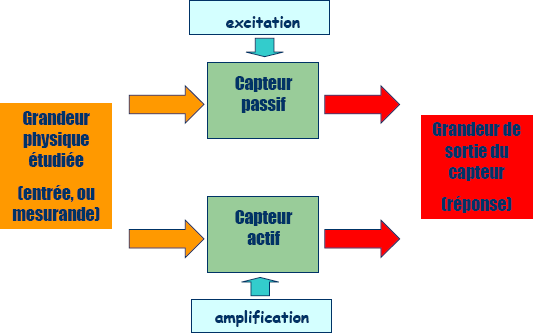 excitation
Capteur
passif
Grandeur
physique
étudiée
(entrée, ou
mesurande)
Grandeur de
sortie du
capteur
(réponse)
Capteur
actif
amplification